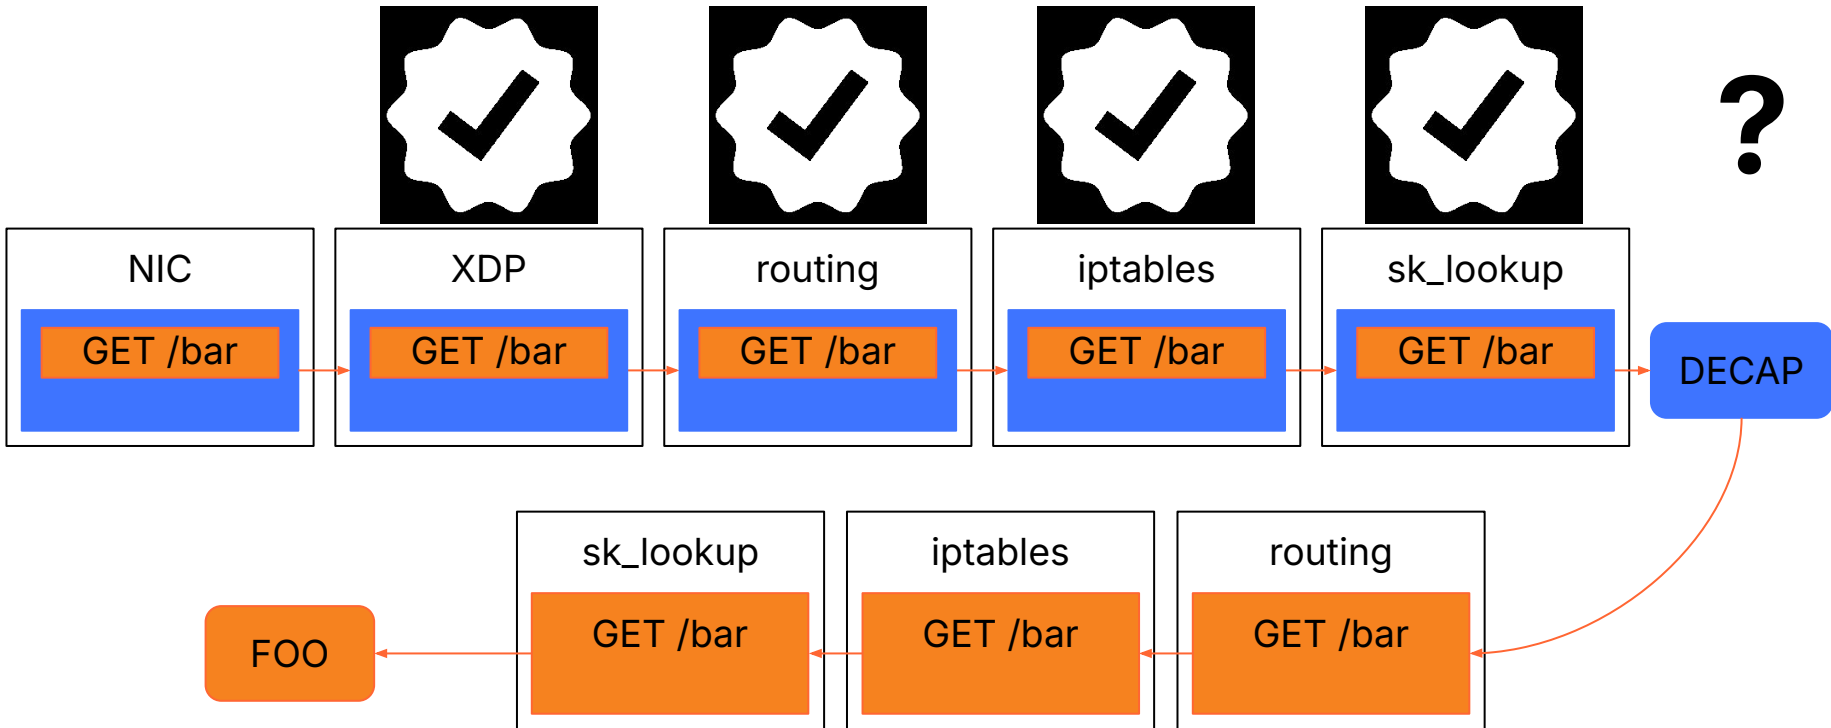 ?
NIC
XDP
routing
iptables
sk_lookup
GET /bar
GET /bar
GET /bar
GET /bar
GET /bar
DECAP
sk_lookup
iptables
routing
GET /bar
GET /bar
GET /bar
FOO